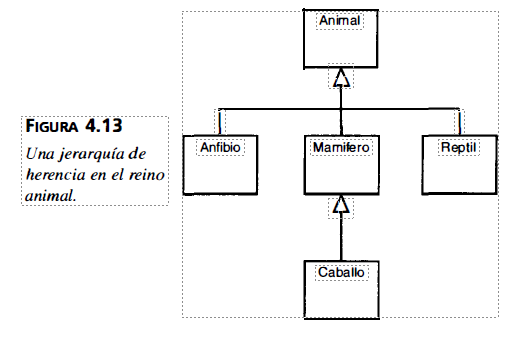 FIGURA 4.13
Una jerarquía de
herencia en el reino
animal.
Animal
Anfibio
Mamífero
Reptil
Caballo